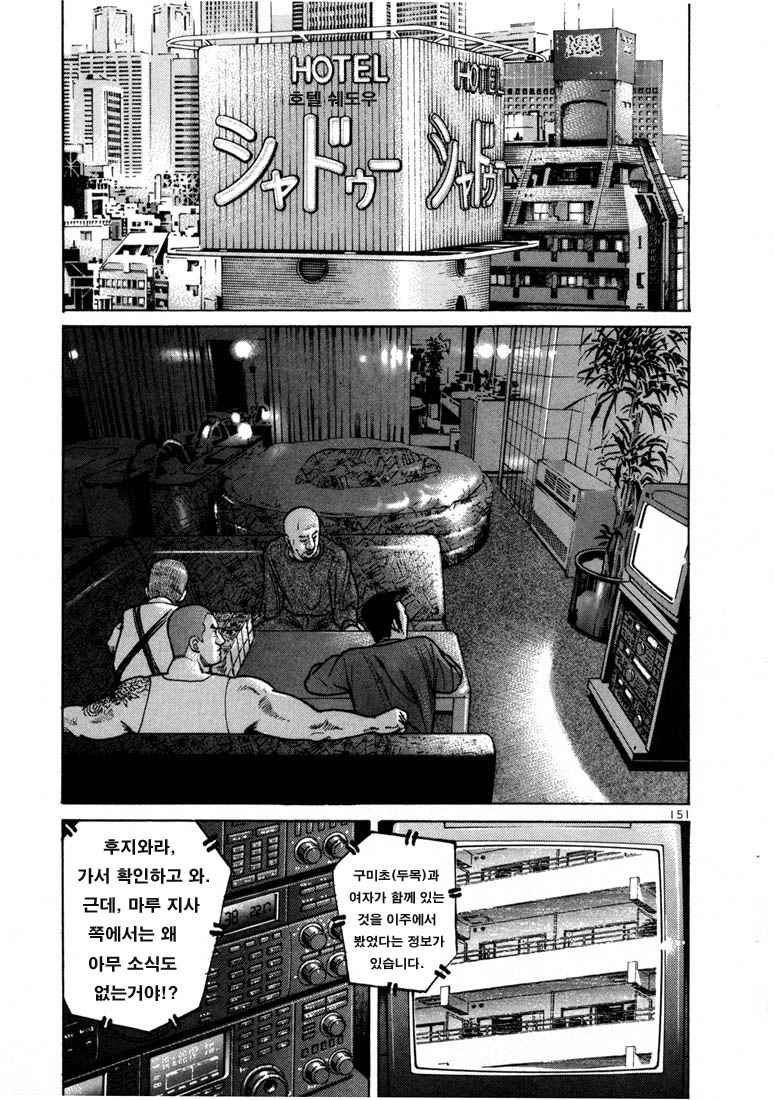 HOTEL
호텔 쉐도우
シャドゥー
HOTEL
シャドゥー
151
후지와라,
가서 확인하고 와.
근데, 마루 지사
쪽에서는 왜
아무 소식도
없는거야!?
구미초(두목)과
여자가 함께 있는
것을 이주에서
봤었다는 정보가
있습니다.